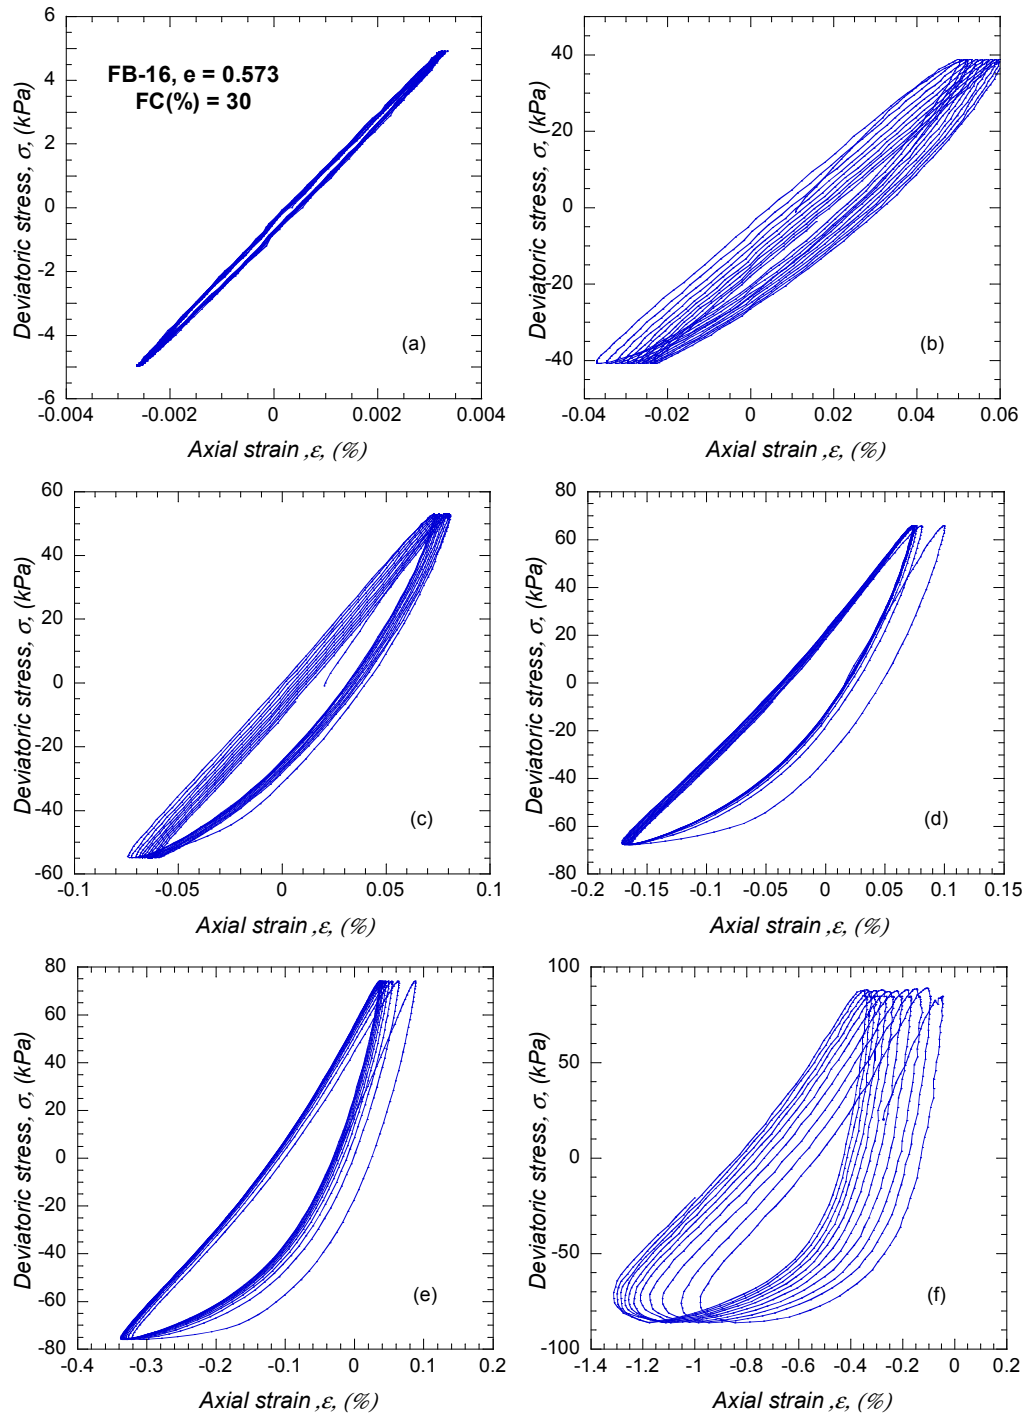 6
4
2
0
-2
-4
6
-0.004 -0.002 0 0.002 0.004
Deviatoric stress, σ, (kPa)
Axial strain ,ε, (%)
FB-16, e = 0.573
FC(%) = 30
(a)
40
20
0
-20
-40
-0.04 -0.02 0 0.02 0.04 0.06
Deviatoric stress, σ, (kPa)
Axial strain ,ε, (%)
(b)
60
40
20
0
-20
-40
-60
-0.1 -0.05 0 0.05 0.1
Deviatoric stress, σ, (kPa)
Axial strain ,ε, (%)
(c)
80
60
40
20
0
-20
-40
-60
-80
-0.2 -0.15 -0.1 -0.05 0 0.05 0.1 0.15
Deviatoric stress, σ, (kPa)
Axial strain ,ε, (%)
(d)
80
60
40
20
0
-20
-40
-60
-80
-0.4 -0.3 -0.2 -0.1 0 0.1 0.2
Deviatoric stress, σ, (kPa)
Axial strain ,ε, (%)
(e)
100
50
0
-50
-100
-1.4 -1.2 -1 -0.8 -0.6 -0.4 -0.2 0 0.2
Deviatoric stress, σ, (kPa)
Axial strain ,ε, (%)
(f)